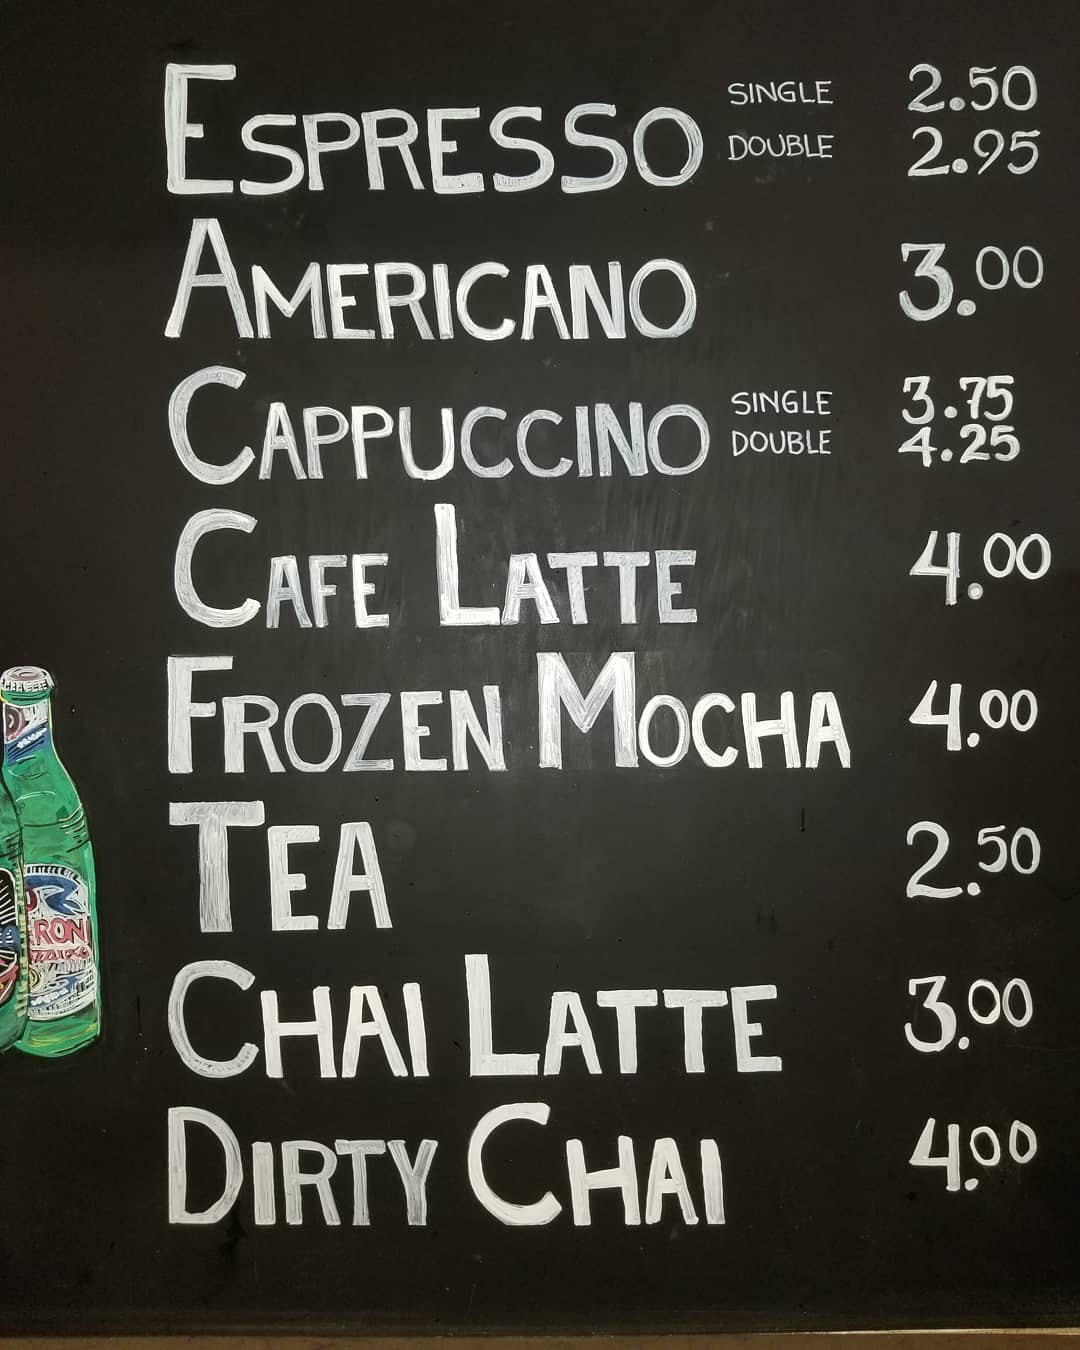 ESPRESSO SINGLE 2.50
DOUBLE 2.95
AMERICANO 3.00
CAPPUCCINO SINGLE 3.75
DOUBLE 4.25
CAFE LATTE 4.00
FROZEN MOCHA 4.00
TEA 2.50
CHAI LATTE 3.00
DIRTY CHAI 4.00